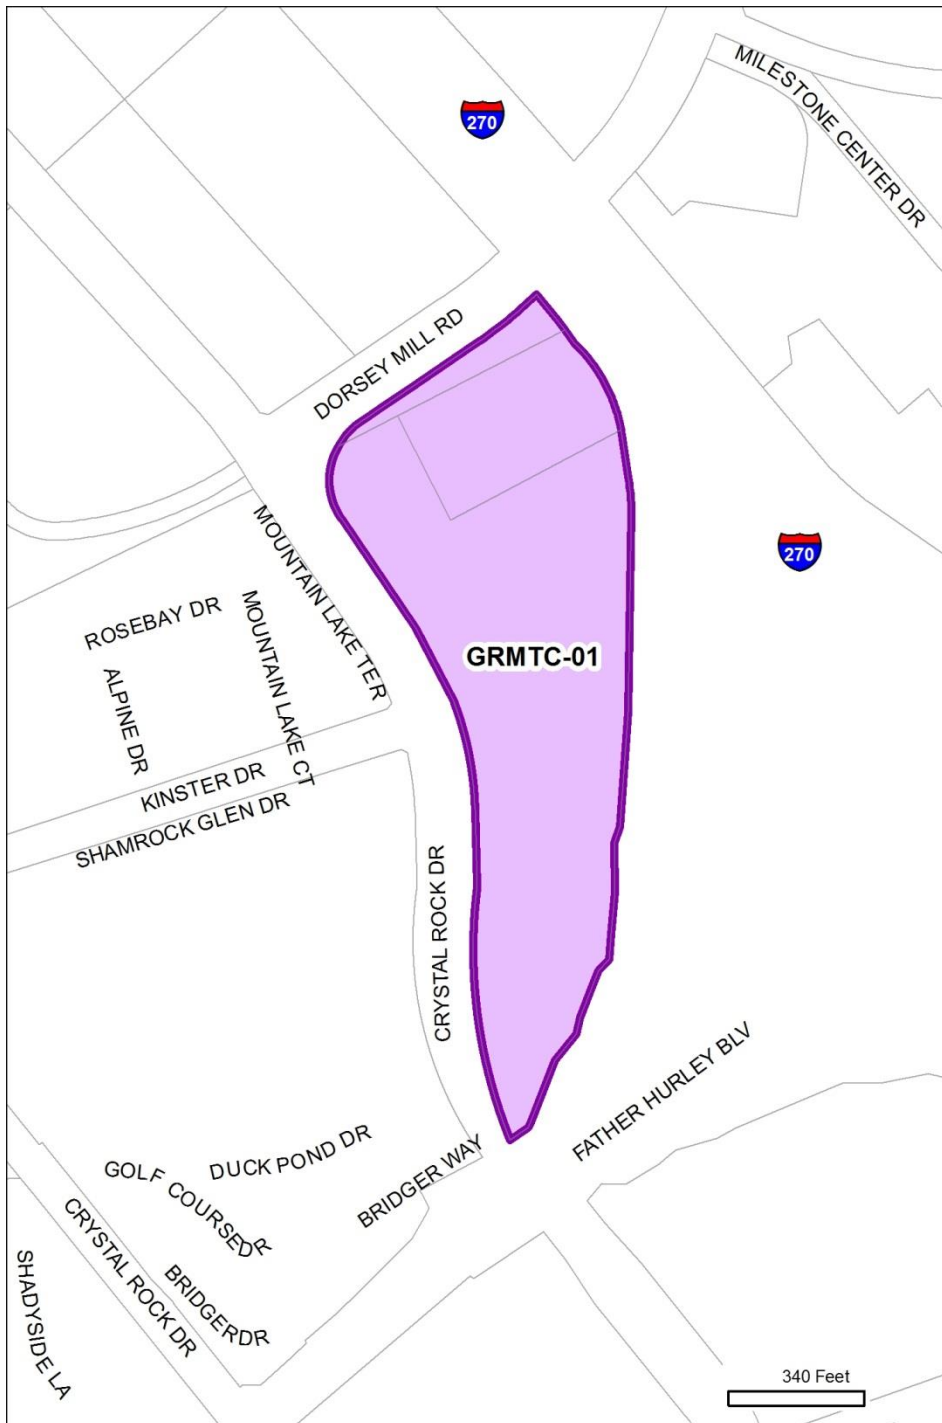 270
MILESTONE CENTER DR
DORSEY MILL RD
MOUNTAIN LAKE TER
270
ROSEBAY DR
MOUNTAIN LAKE CT
ALPINE DR
GRMTC-01
KINSTER DR
SHAMROCK GLEN DR
CRYSTAL ROCK DR
FATHER HURLEY BLV
DUCK POND DR
GOLF COURSE DR
BRIDGER WAY
CRYSTAL ROCK DR
BRIDGER DR
SHADYSIDE LA
340 Feet